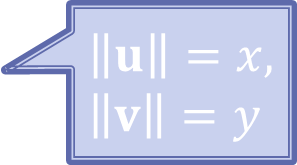 ‖𝐮‖ = 𝑥,
‖𝐯‖ = 𝑦